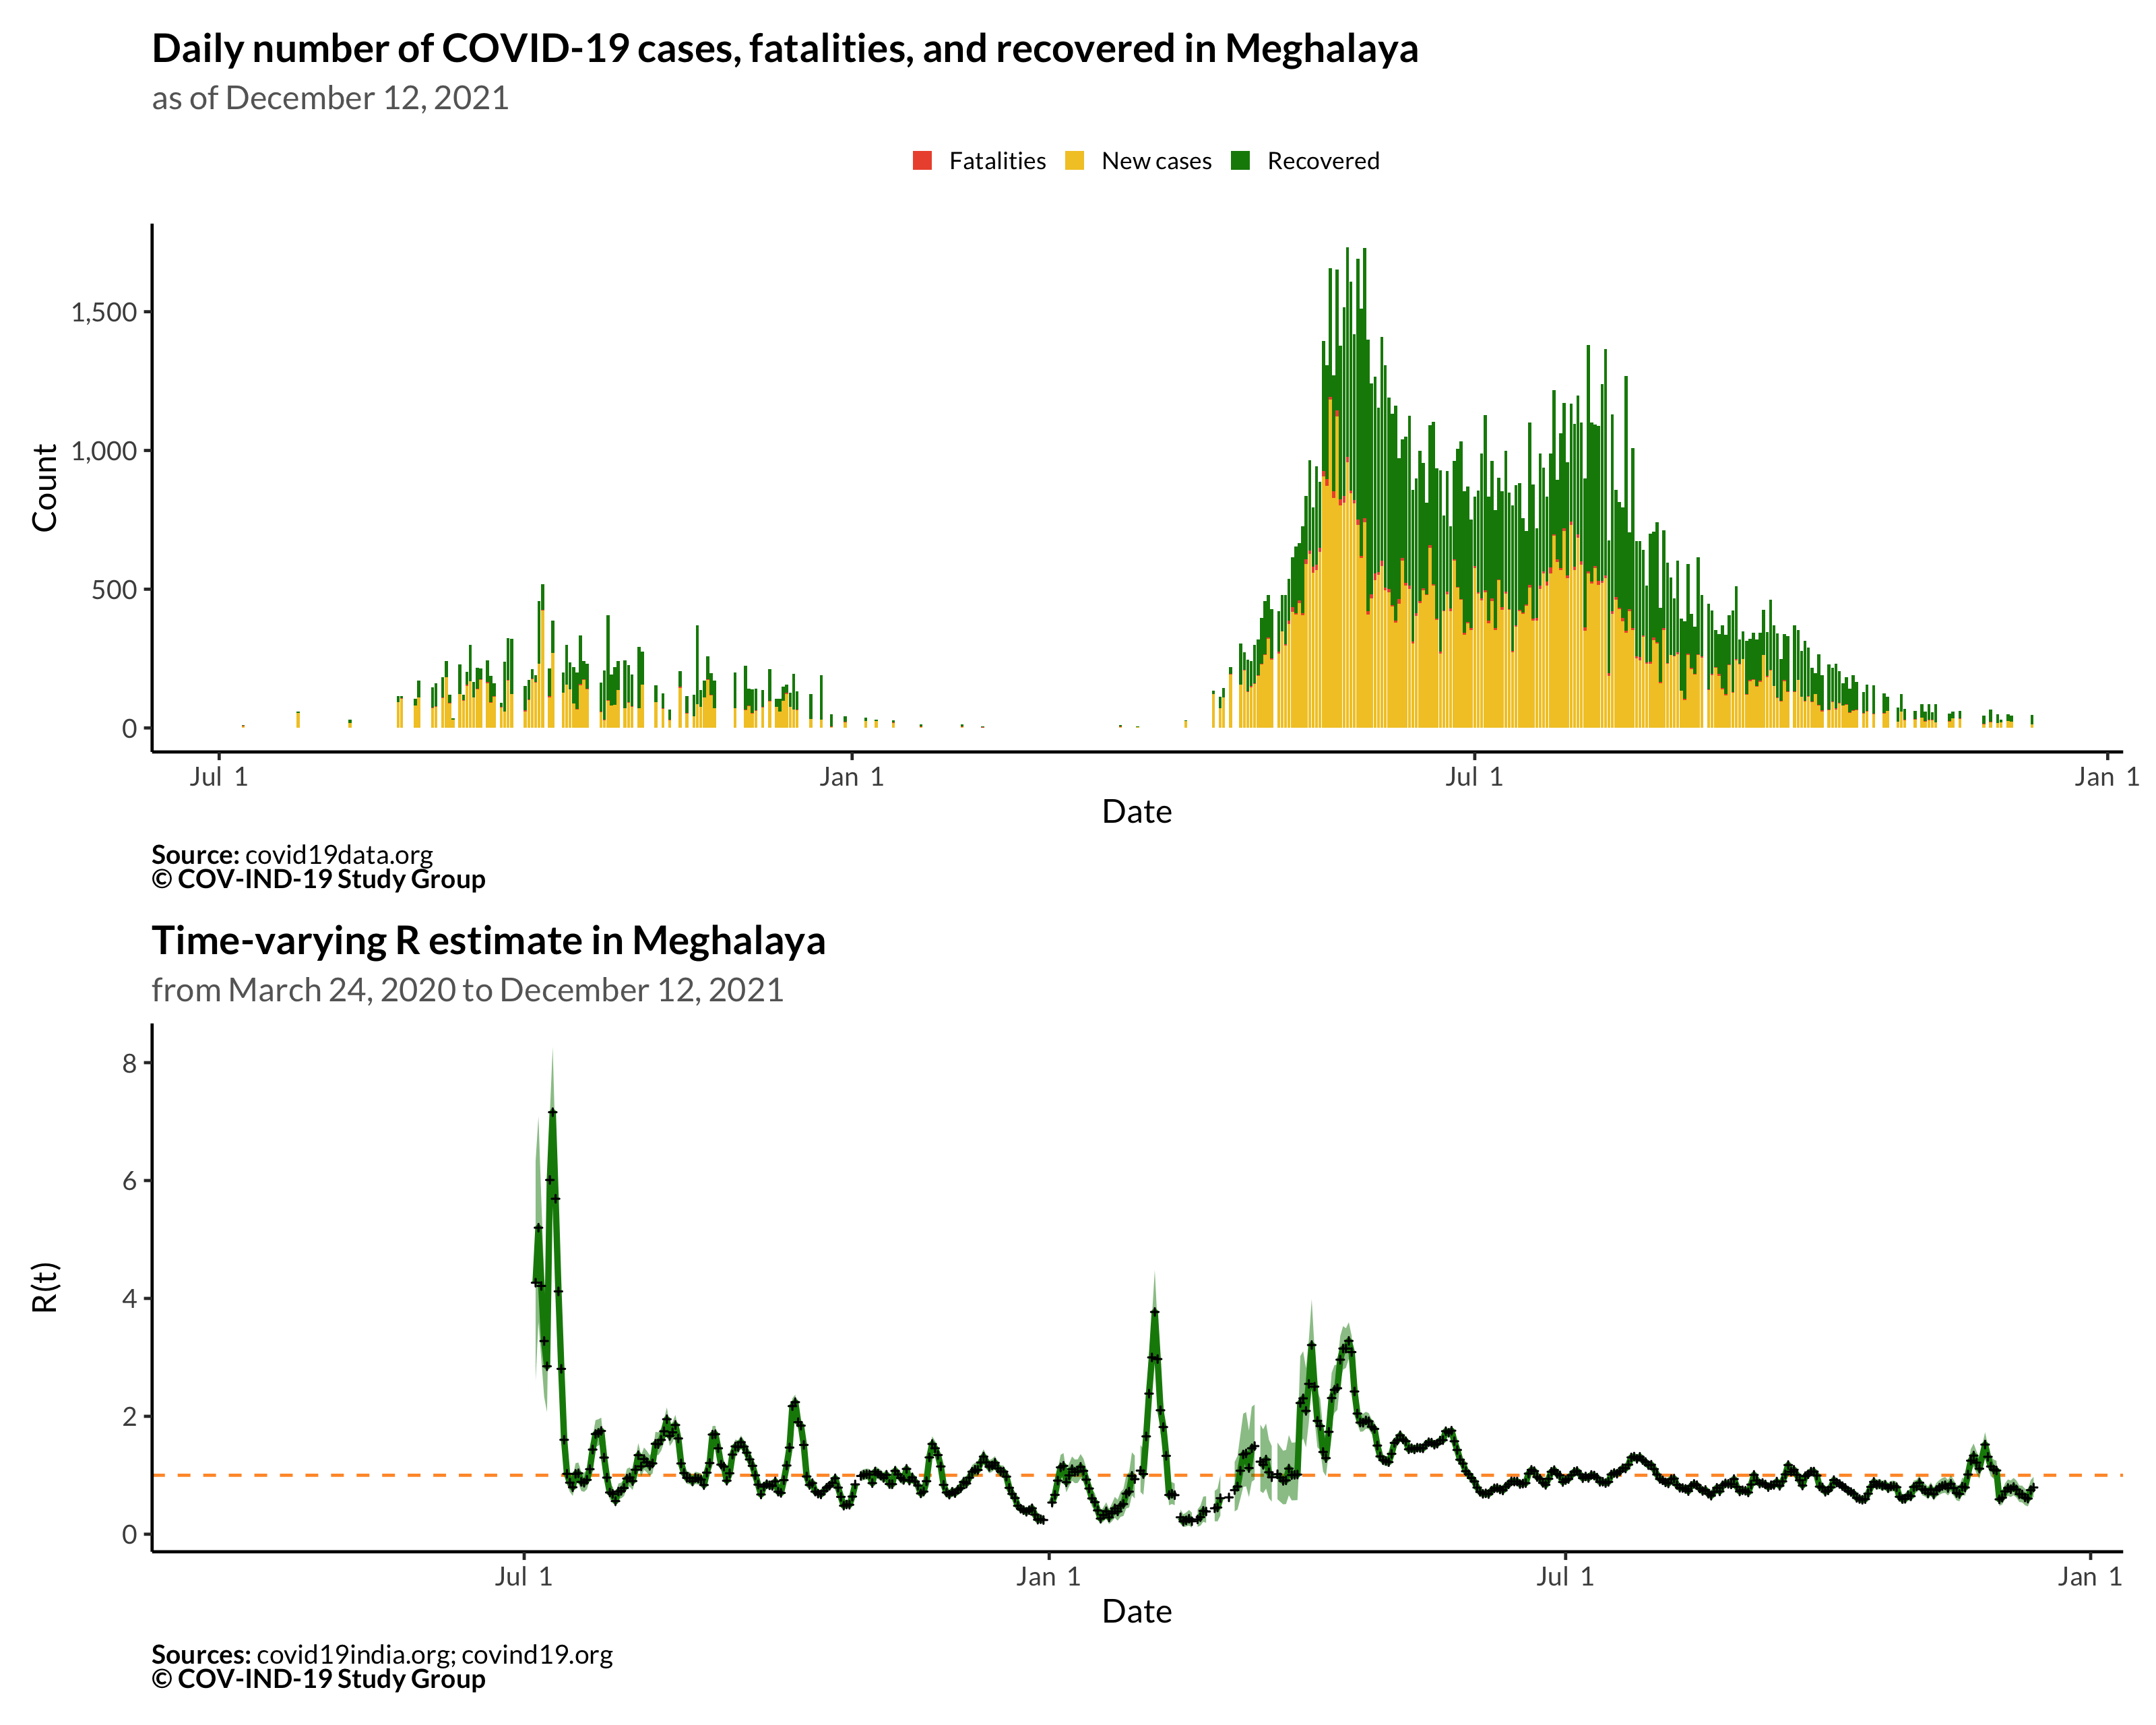 Daily number of COVID-19 cases, fatalities, and recovered in Meghalaya
as of December 12, 2021
Fatalities New cases Recovered
Count
1,500
1,000
500
0
Jul 1 Jan 1 Jul 1 Jan 1
Date
Source: covid19data.org
© COV-IND-19 Study Group
Time-varying R estimate in Meghalaya
from March 24, 2020 to December 12, 2021
R(t)
8
6
4
2
0
Jul 1 Jan 1 Jul 1 Jan 1
Date
Sources: covid19india.org; covind19.org
© COV-IND-19 Study Group